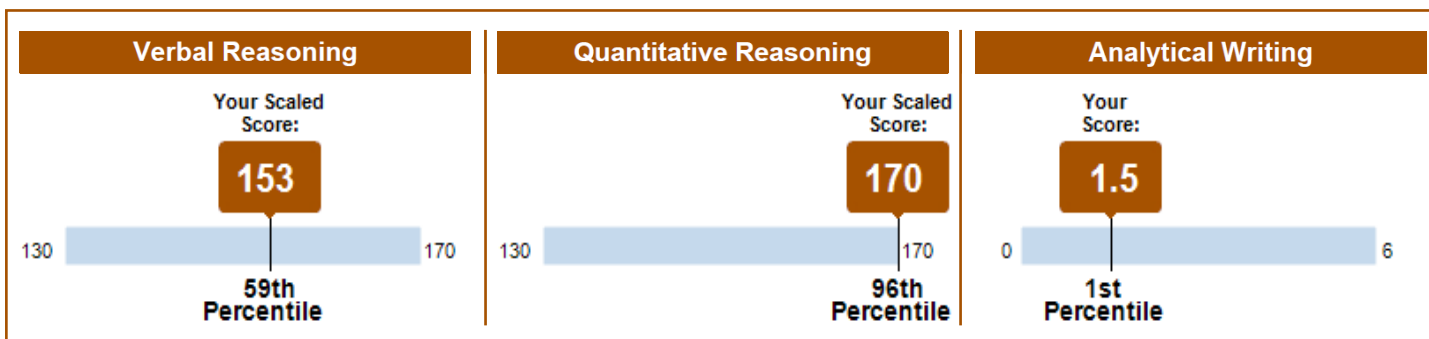 Verbal Reasoning
Your Scaled
Score:
153
130
170
59th
Percentile
Quantitative Reasoning
Your Scaled
Score:
170
130
170
96th
Percentile
Analytical Writing
Your
Score:
1.5
0
6
1st
Percentile